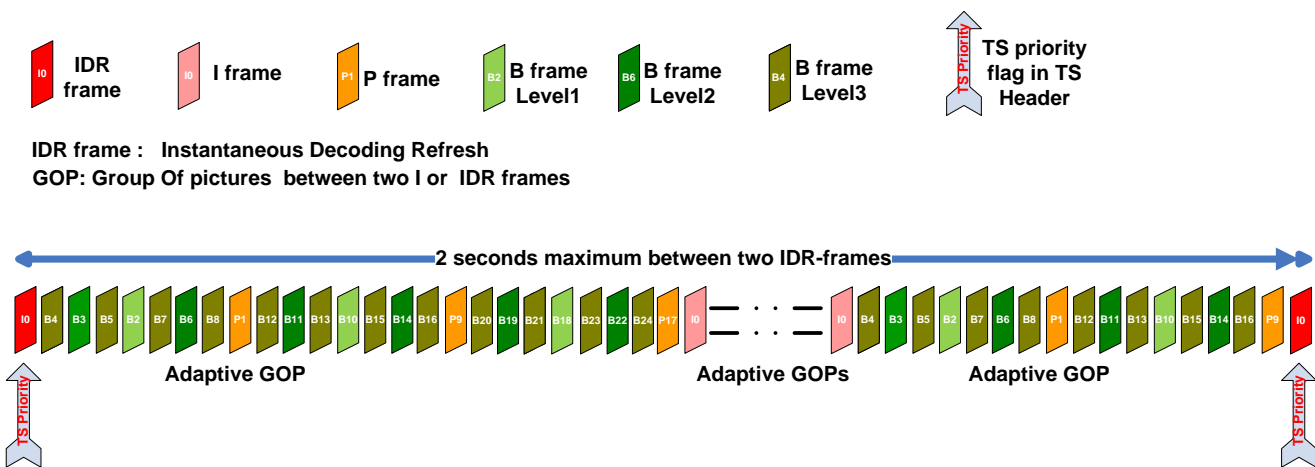 I0 IDR frame
I0 I frame
P1 P frame
B2 B frame Level1
B6 B frame Level2
B4 B frame Level3
TS Priority
TS priority flag in TS Header
IDR frame : Instantaneous Decoding Refresh
GOP: Group Of pictures between two I or IDR frames
2 seconds maximum between two IDR-frames
I0 B4 B3 B5 B2 B7 B6 B8 P1 B12 B11 B13 B10 B15 B14 B16 P9 B20 B19 B21 B18 B23 B22 B24 P17 I0 I0 B4 B3 B5 B2 B7 B6 B8 P1 B12 B11 B13 B10 B15 B14 B16 P9 I0
Adaptive GOP Adaptive GOPs Adaptive GOP
TS Priority TS Priority